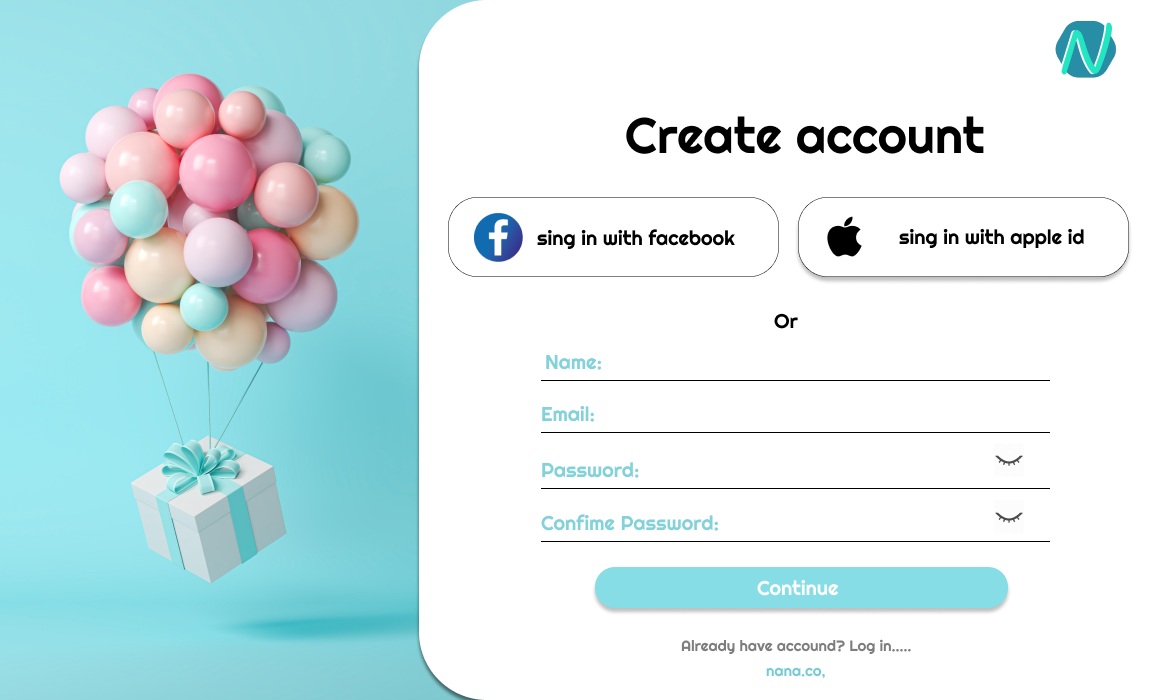 N
Create account
sing in with facebook
sing in with apple id
Or
Name:
Email:
Password:
Confime Password:
Continue
Already have accound? Log in.....
nana.co,